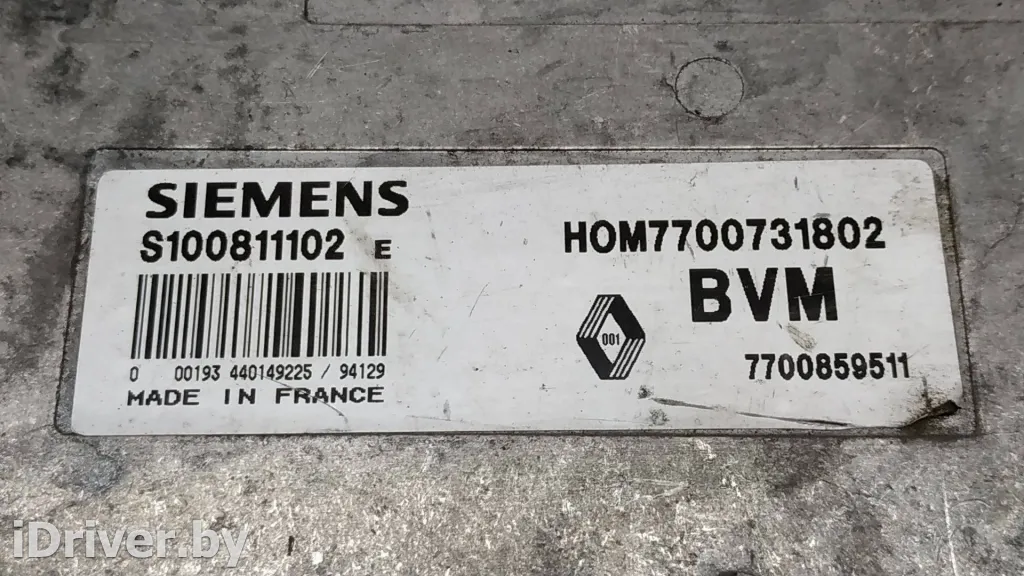 SIEMENS
S100811102 E
0 00193 440149225 / 94129
MADE IN FRANCE
HOM7700731802
BVM
001
7700859511
iDriver.by